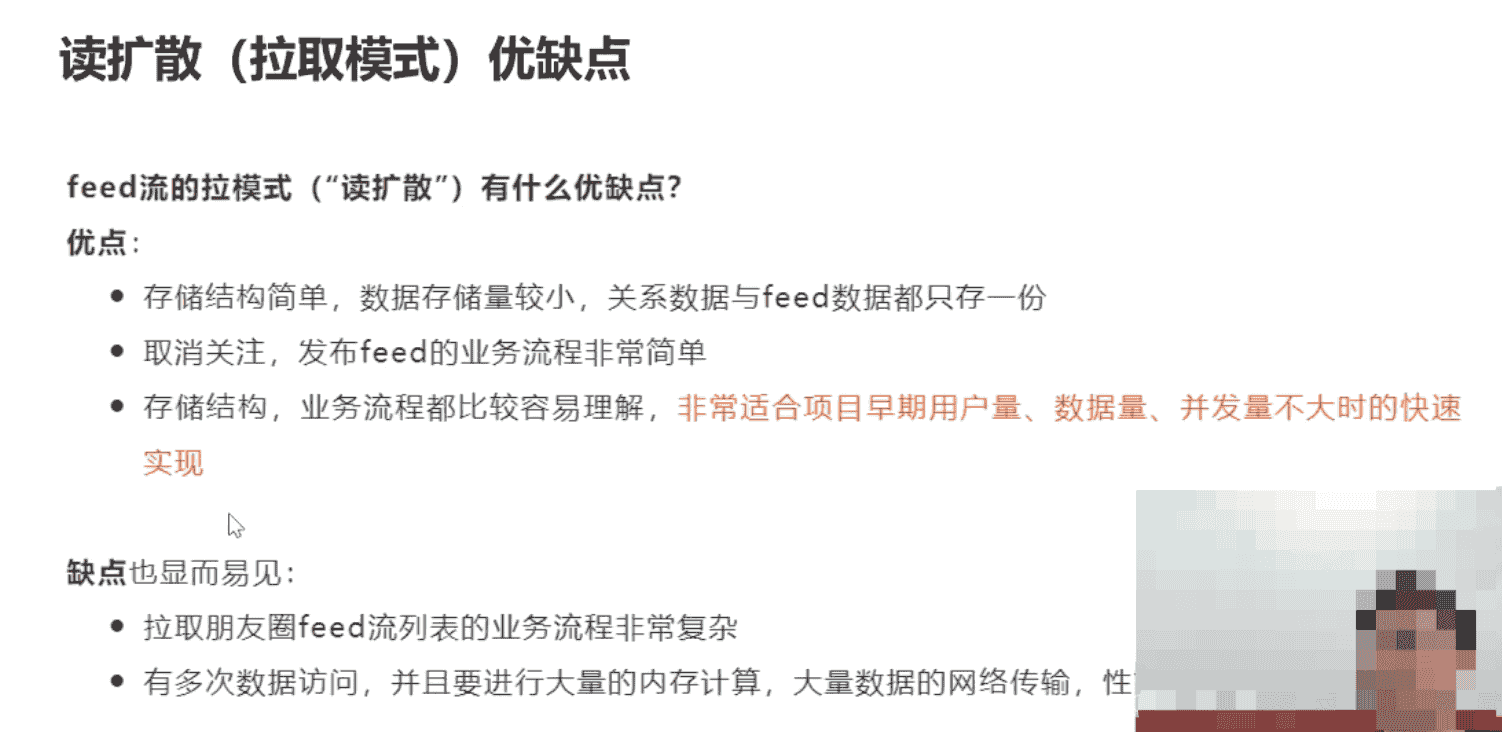 读扩散（拉取模式）优缺点
feed流的拉模式（“读扩散”）有什么优缺点？
优点：
存储结构简单，数据存储量较小，关系数据与feed数据都只存一份
取消关注，发布feed的业务流程非常简单
存储结构，业务流程都比较容易理解，非常适合项目早期用户量、数据量、并发量不大时的快速
实现
缺点也显而易见：
拉取朋友圈feed流列表的业务流程非常复杂
有多次数据访问，并且要进行大量的内存计算，大量数据的网络传输，性